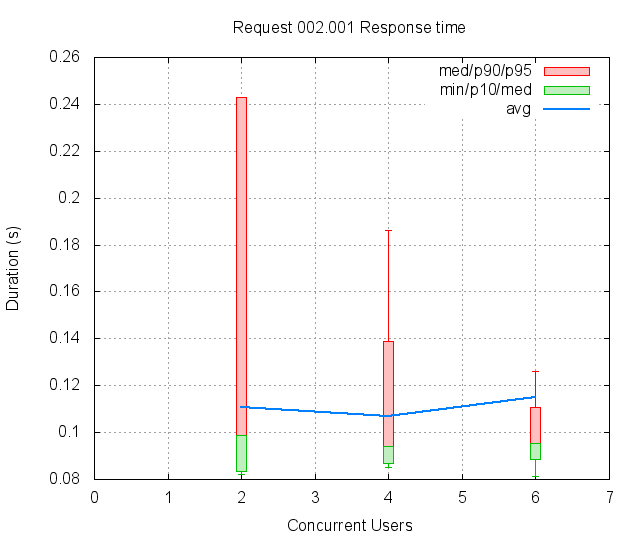 Request 002.001 Response time
0.26
0.24
0.22
0.2
0.18
0.16
0.14
0.12
0.1
0.08
0 1 2 3 4 5 6 7
Duration (s)
Concurrent Users
med/p90/p95
min/p10/med
avg